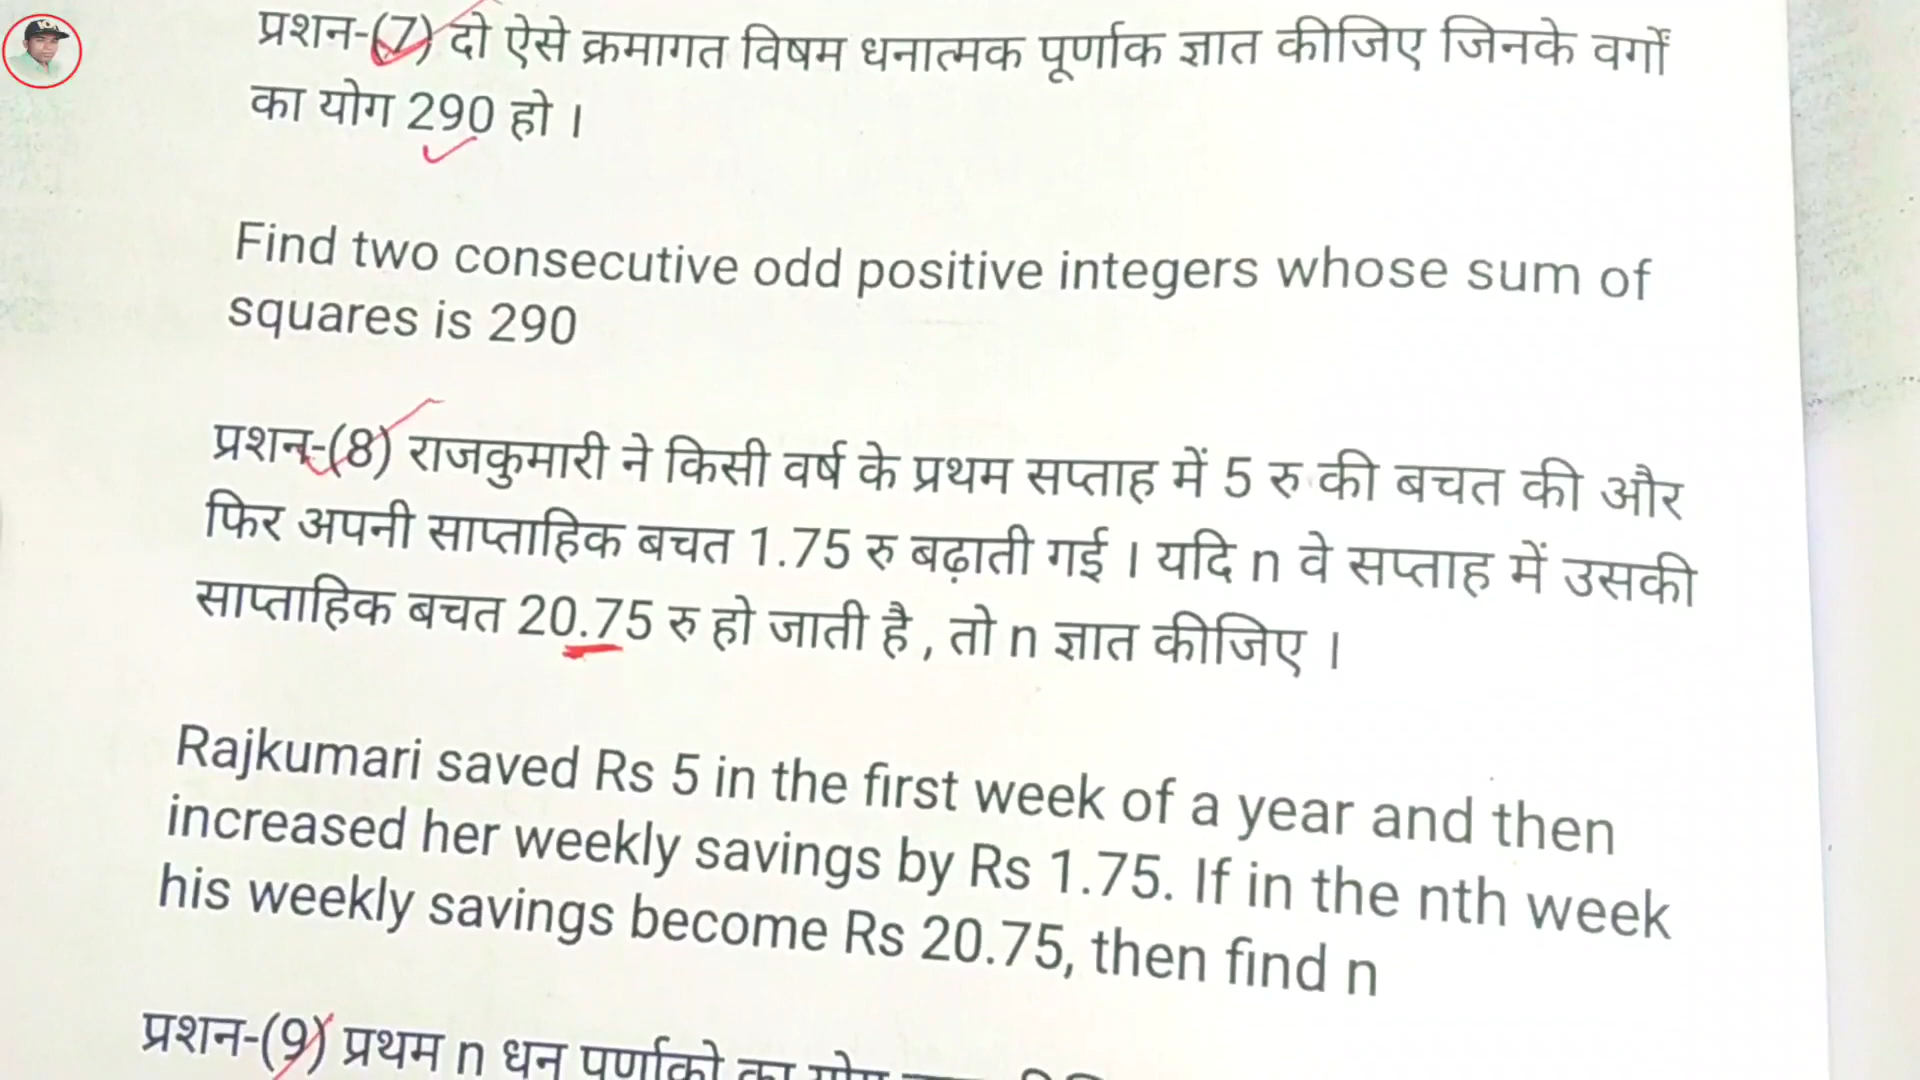 प्रशन-(7) दो ऐसे क्रमागत विषम धनात्मक पूर्णाक ज्ञात कीजिए जिनके वर्गों
का योग 290 हो ।
Find two consecutive odd positive integers whose sum of
squares is 290
प्रशन-(8) राजकुमारी ने किसी वर्ष के प्रथम सप्ताह में 5 रु की बचत की और
फिर अपनी साप्ताहिक बचत 1.75 रु बढ़ाती गई । यदि n वे सप्ताह में उसकी
साप्ताहिक बचत 20.75 रु हो जाती है , तो n ज्ञात कीजिए ।
Rajkumari saved Rs 5 in the first week of a year and then
increased her weekly savings by Rs 1.75. If in the nth week
his weekly savings become Rs 20.75, then find n
प्रशन-(9) प्रथम n धन पूर्णाको का योग